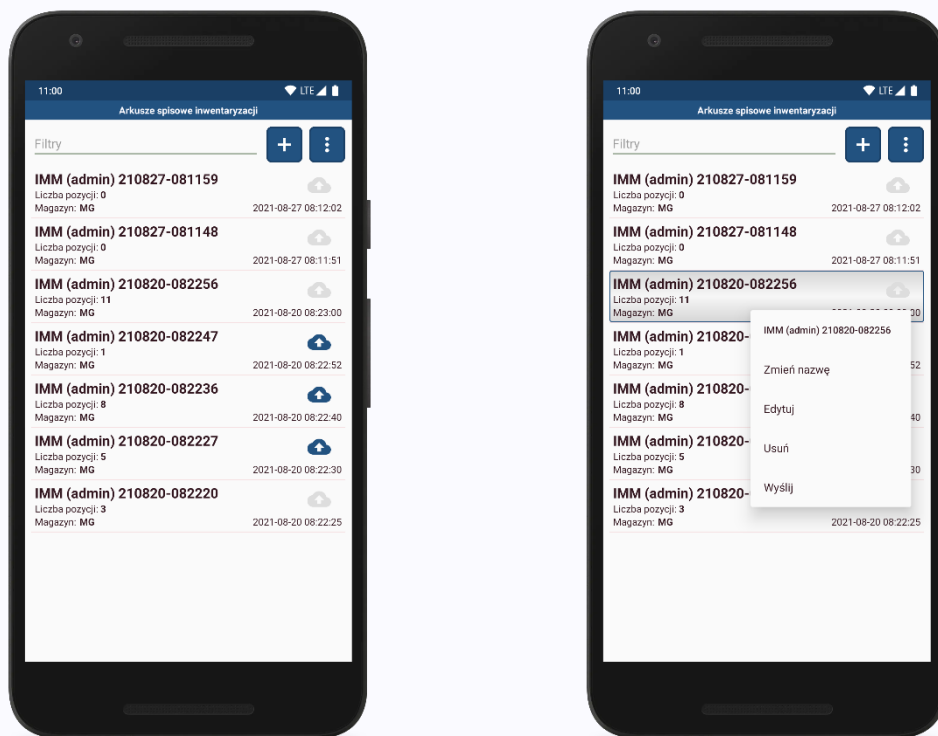 11:00 LTE
Arkusze spisowe inwentaryzacji
Filtry
IMM (admin) 210827-081159
Liczba pozycji: 0
Magazyn: MG 2021-08-27 08:12:02
IMM (admin) 210827-081148
Liczba pozycji: 0
Magazyn: MG 2021-08-27 08:11:51
IMM (admin) 210820-082256
Liczba pozycji: 11
Magazyn: MG 2021-08-20 08:23:00
IMM (admin) 210820-082247
Liczba pozycji: 1
Magazyn: MG 2021-08-20 08:22:52
IMM (admin) 210820-082236
Liczba pozycji: 8
Magazyn: MG 2021-08-20 08:22:40
IMM (admin) 210820-082227
Liczba pozycji: 5
Magazyn: MG 2021-08-20 08:22:30
IMM (admin) 210820-082220
Liczba pozycji: 3
Magazyn: MG 2021-08-20 08:22:25
11:00 LTE
Arkusze spisowe inwentaryzacji
Filtry
IMM (admin) 210827-081159
Liczba pozycji: 0
Magazyn: MG 2021-08-27 08:12:02
IMM (admin) 210827-081148
Liczba pozycji: 0
Magazyn: MG 2021-08-27 08:11:51
IMM (admin) 210820-082256
Liczba pozycji: 11
Magazyn: MG 00
IMM (admin) 210820-
Liczba pozycji: 1
Magazyn: MG 52
IMM (admin) 210820-
Liczba pozycji: 8
Magazyn: MG 40
IMM (admin) 210820-
Liczba pozycji: 5
Magazyn: MG 30
IMM (admin) 210820-
Liczba pozycji: 3
Magazyn: MG 2021-08-20 08:22:25
IMM (admin) 210820-082256
Zmień nazwę
Edytuj
Usuń
Wyślij